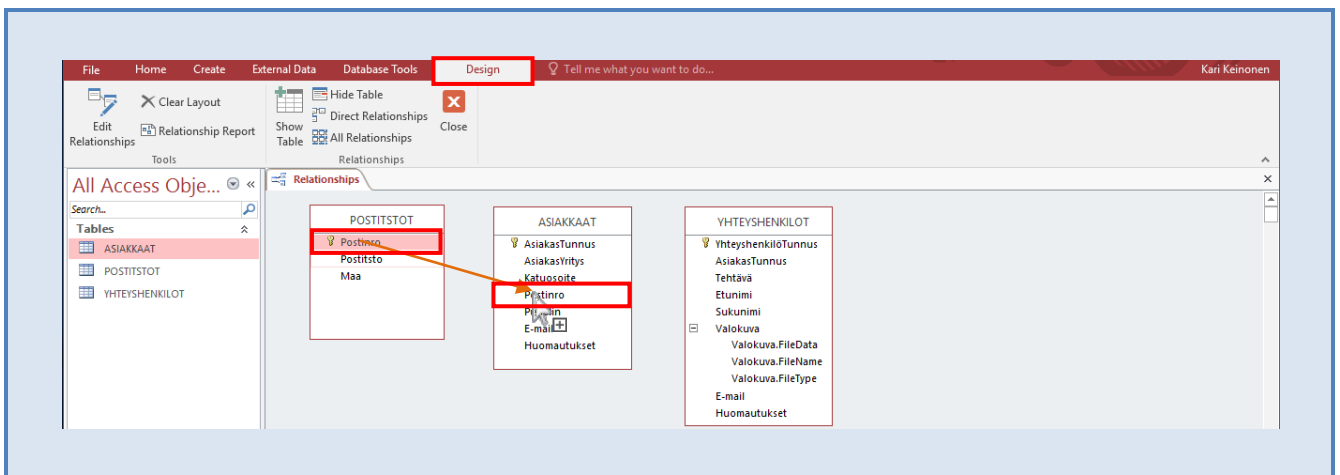 File Home Create External Data Database Tools Design Tell me what you want to do... Kari Keinonen
Edit Relationships
Clear Layout
Relationship Report
Tools
Show Table
Hide Table
Direct Relationships
All Relationships
Close
Relationships
All Access Obje...
Search...
Tables
ASIAKKAAT
POSTITSTOT
YHTEYSHENKILOT
Relationships
POSTITSTOT
Postinro
Postitsto
Maa
ASIAKKAAT
AsiakasTunnus
AsiakasYritys
Katuosoite
Postinro
E-mail
Huomautukset
YHTEYSHENKILOT
YhteyshenkilöTunnus
AsiakasTunnus
Tehtävä
Etunimi
Sukunimi
Valokuva
Valokuva.FileData
Valokuva.FileName
Valokuva.FileType
E-mail
Huomautukset